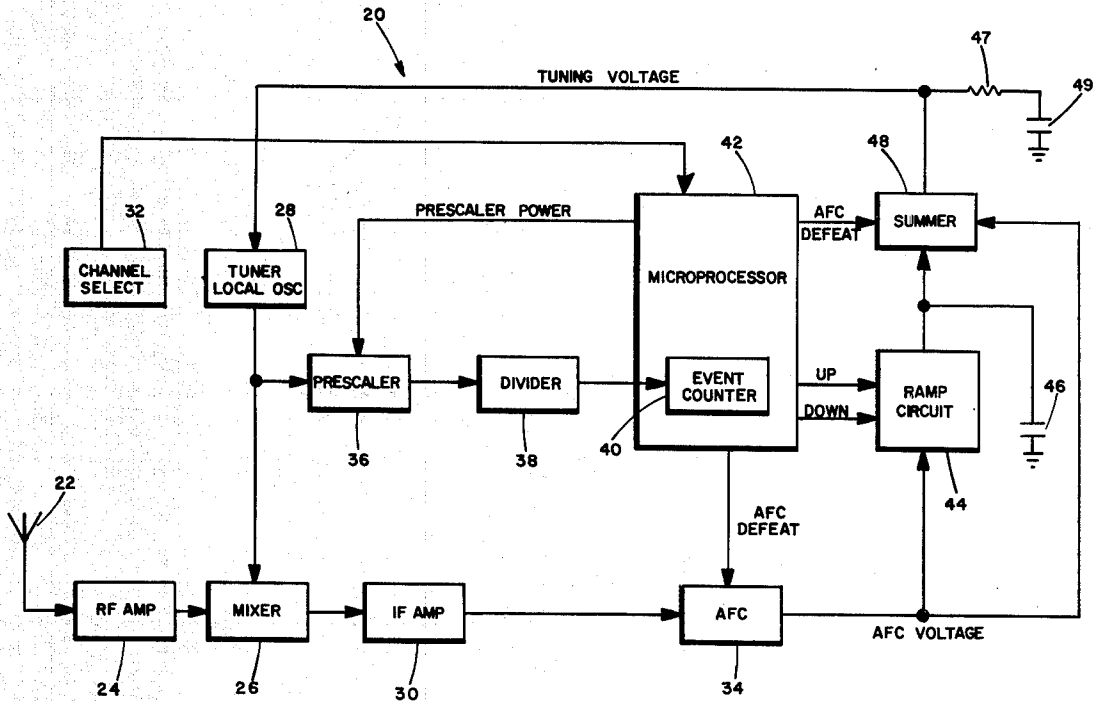 20
47
TUNING VOLTAGE
49
42
48
32
28
PRESCALER POWER
AFC
DEFEAT
SUMMER
CHANNEL
SELECT
TUNER
LOCAL OSC
MICROPROCESSOR
PRESCALER
DIVIDER
EVENT
COUNTER
UP
DOWN
RAMP
CIRCUIT
46
36
38
40
44
22
AFC
DEFEAT
RF AMP
MIXER
IF AMP
AFC
AFC VOLTAGE
24
26
30
34